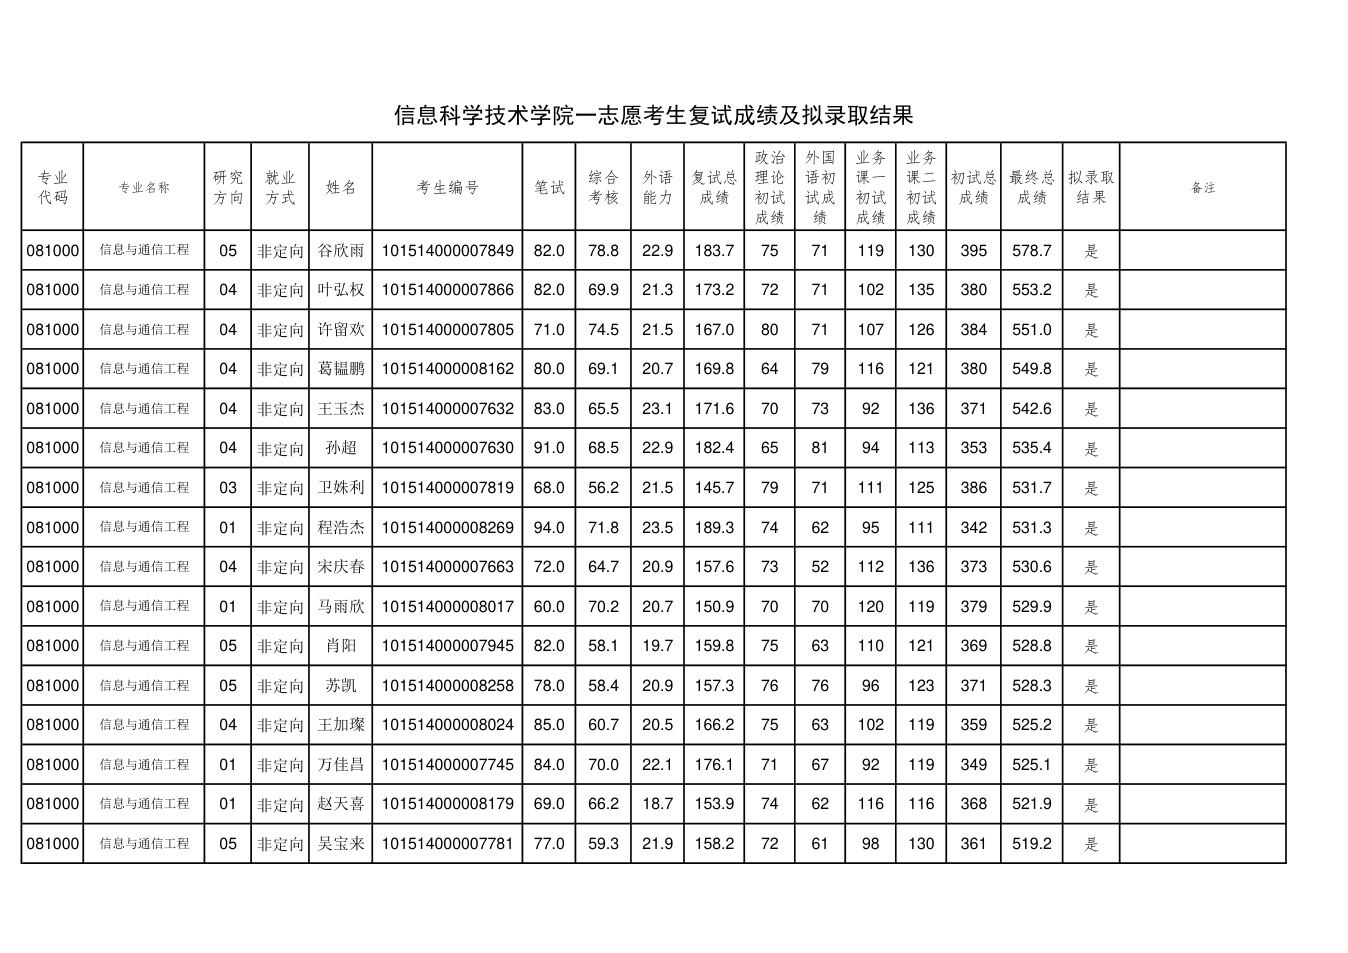 信息科学技术学院一志愿考生复试成绩及拟录取结果
专业代码 专业名称 研究方向 就业方式 姓名 考生编号 笔试 综合考核 外语能力 复试总成绩 政治理论初试成绩 外国语初试成绩 业务课一初试成绩 业务课二初试成绩 初试总成绩 最终总成绩 拟录取结果 备注
081000 信息与通信工程 05 非定向 谷欣雨 101514000007849 82.0 78.8 22.9 183.7 75 71 119 130 395 578.7 是
081000 信息与通信工程 04 非定向 叶弘权 101514000007866 82.0 69.9 21.3 173.2 72 71 102 135 380 553.2 是
081000 信息与通信工程 04 非定向 许留欢 101514000007805 71.0 74.5 21.5 167.0 80 71 107 126 384 551.0 是
081000 信息与通信工程 04 非定向 葛韫鹏 101514000008162 80.0 69.1 20.7 169.8 64 79 116 121 380 549.8 是
081000 信息与通信工程 04 非定向 王玉杰 101514000007632 83.0 65.5 23.1 171.6 70 73 92 136 371 542.6 是
081000 信息与通信工程 04 非定向 孙超 101514000007630 91.0 68.5 22.9 182.4 65 81 94 113 353 535.4 是
081000 信息与通信工程 03 非定向 卫姝利 101514000007819 68.0 56.2 21.5 145.7 79 71 111 125 386 531.7 是
081000 信息与通信工程 01 非定向 程浩杰 101514000008269 94.0 71.8 23.5 189.3 74 62 95 111 342 531.3 是
081000 信息与通信工程 04 非定向 宋庆春 101514000007663 72.0 64.7 20.9 157.6 73 52 112 136 373 530.6 是
081000 信息与通信工程 01 非定向 马雨欣 101514000008017 60.0 70.2 20.7 150.9 70 70 120 119 379 529.9 是
081000 信息与通信工程 05 非定向 肖阳 101514000007945 82.0 58.1 19.7 159.8 75 63 110 121 369 528.8 是
081000 信息与通信工程 05 非定向 苏凯 101514000008258 78.0 58.4 20.9 157.3 76 76 96 123 371 528.3 是
081000 信息与通信工程 04 非定向 王加璨 101514000008024 85.0 60.7 20.5 166.2 75 63 102 119 359 525.2 是
081000 信息与通信工程 01 非定向 万佳昌 101514000007745 84.0 70.0 22.1 176.1 71 67 92 119 349 525.1 是
081000 信息与通信工程 01 非定向 赵天喜 101514000008179 69.0 66.2 18.7 153.9 74 62 116 116 368 521.9 是
081000 信息与通信工程 05 非定向 吴宝来 101514000007781 77.0 59.3 21.9 158.2 72 61 98 130 361 519.2 是